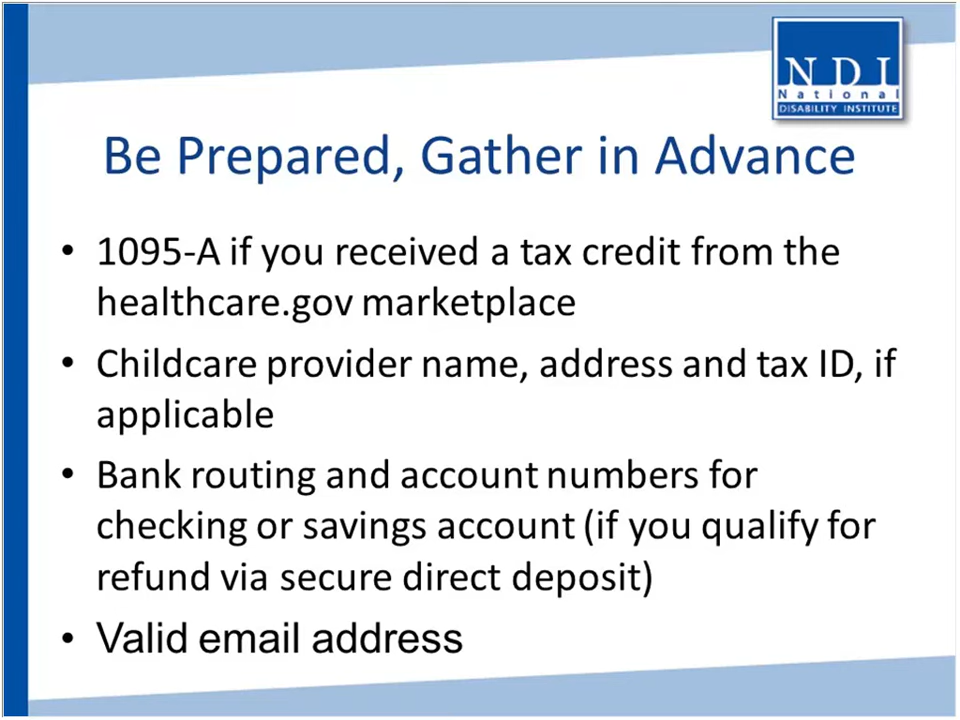 NDI
National
DISABILITY INSTITUTE
Be Prepared, Gather in Advance
• 1095-A if you received a tax credit from the
healthcare.gov marketplace
• Childcare provider name, address and tax ID, if
applicable
• Bank routing and account numbers for
checking or savings account (if you qualify for
refund via secure direct deposit)
• Valid email address